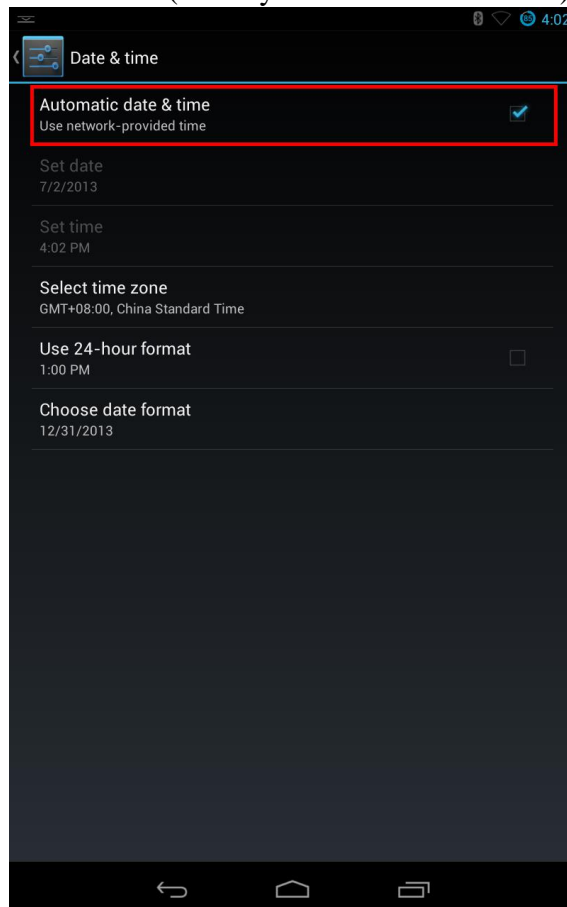 85 4:02
Date & time
Automatic date & time
Use network-provided time
Set date
7/2/2013
Set time
4:02 PM
Select time zone
GMT+08:00, China Standard Time
Use 24-hour format
1:00 PM
Choose date format
12/31/2013